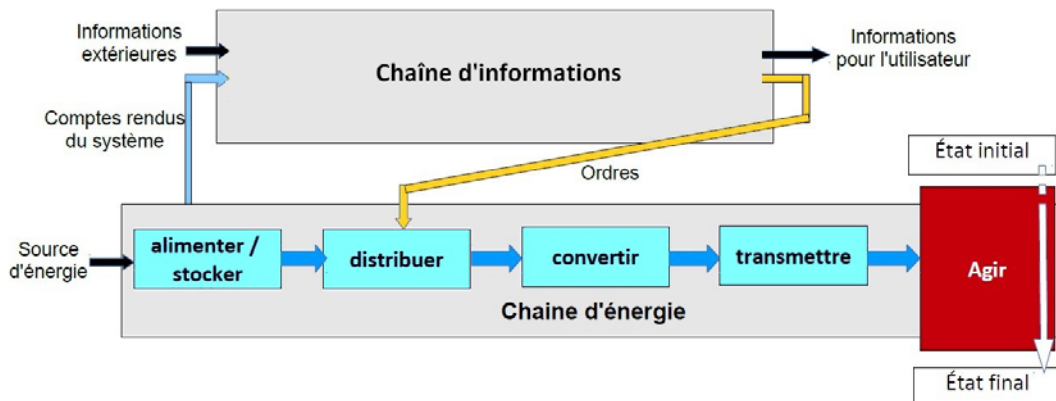 Informations
extérieures
Chaîne d'informations
Informations
pour l'utilisateur
Comptes rendus
du système
Ordres
État initial
Source
d'énergie
alimenter /
stocker
distribuer
convertir
transmettre
Agir
Chaine d'énergie
État final